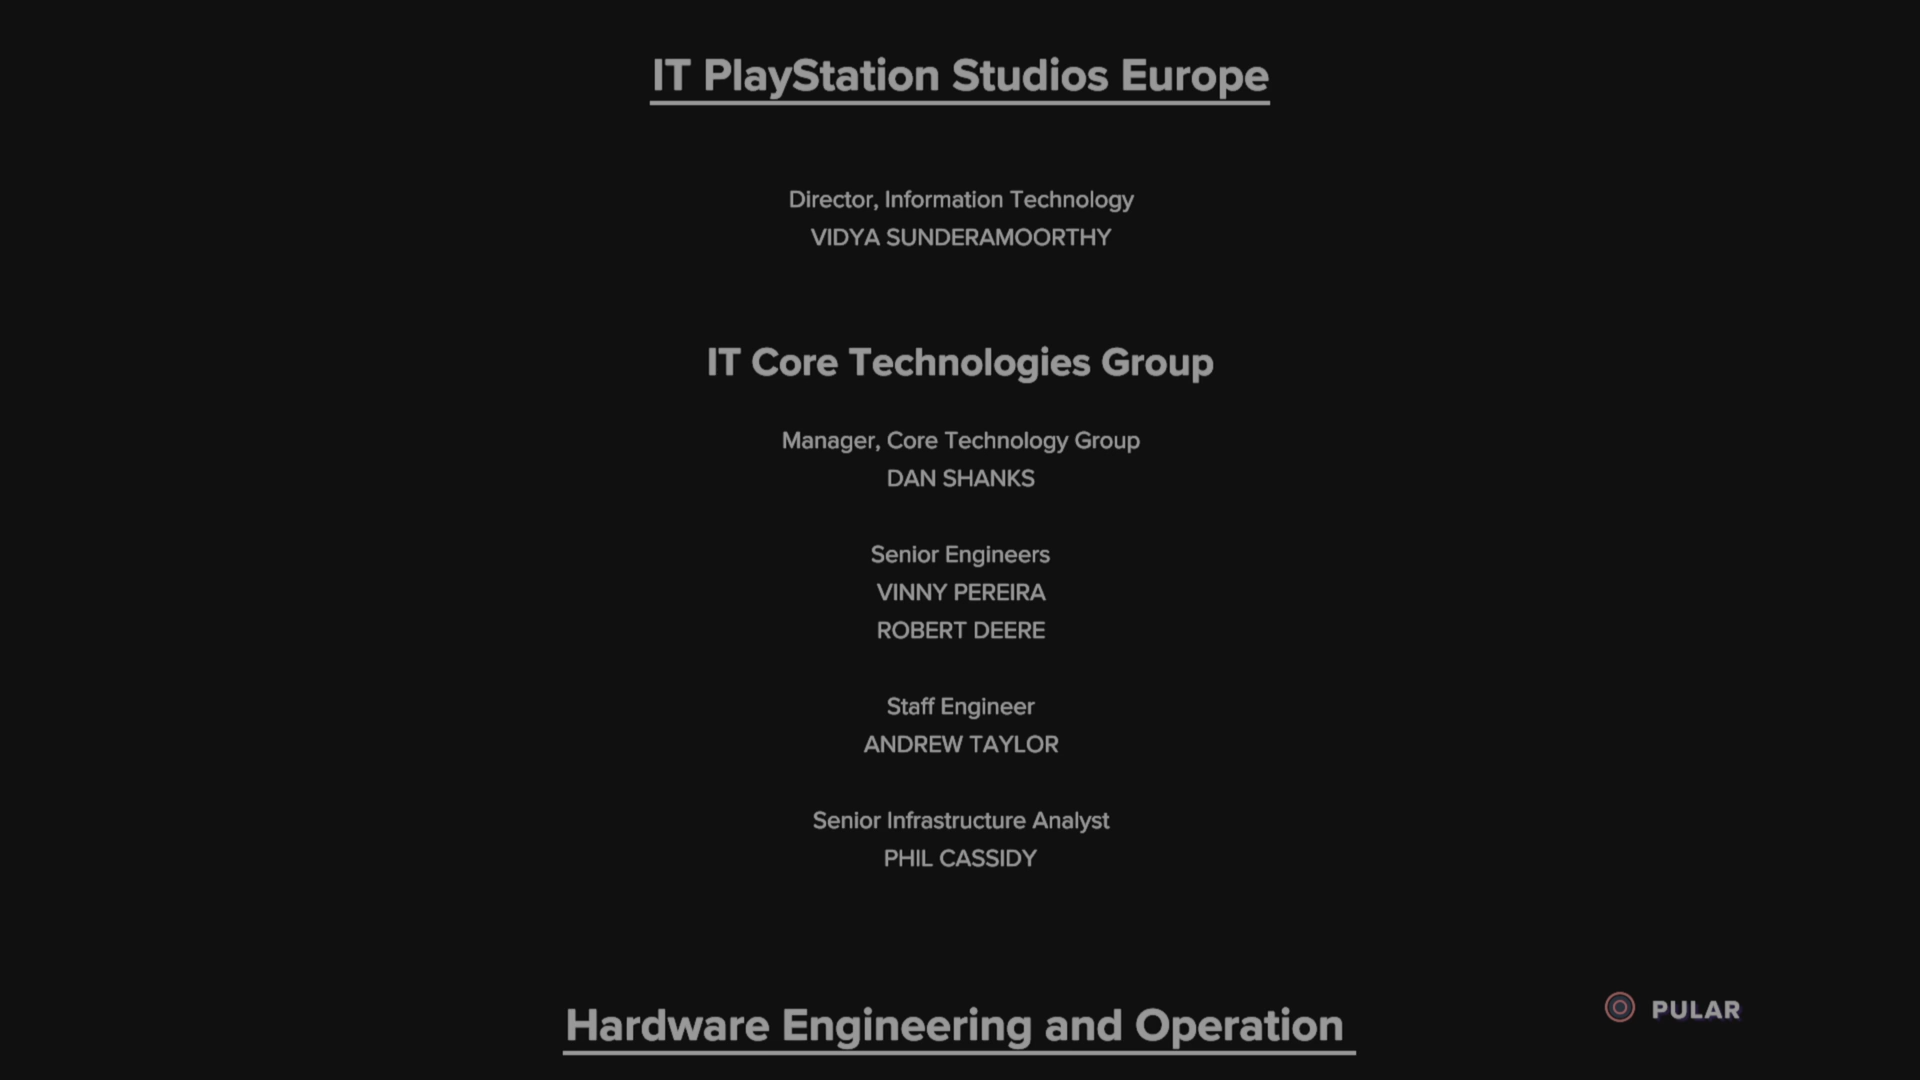 IT PlayStation Studios Europe
Director, Information Technology
VIDYA SUNDERAMOORTHY
IT Core Technologies Group
Manager, Core Technology Group
DAN SHANKS
Senior Engineers
VINNY PEREIRA
ROBERT DEERE
Staff Engineer
ANDREW TAYLOR
Senior Infrastructure Analyst
PHIL CASSIDY
Hardware Engineering and Operation
PULAR